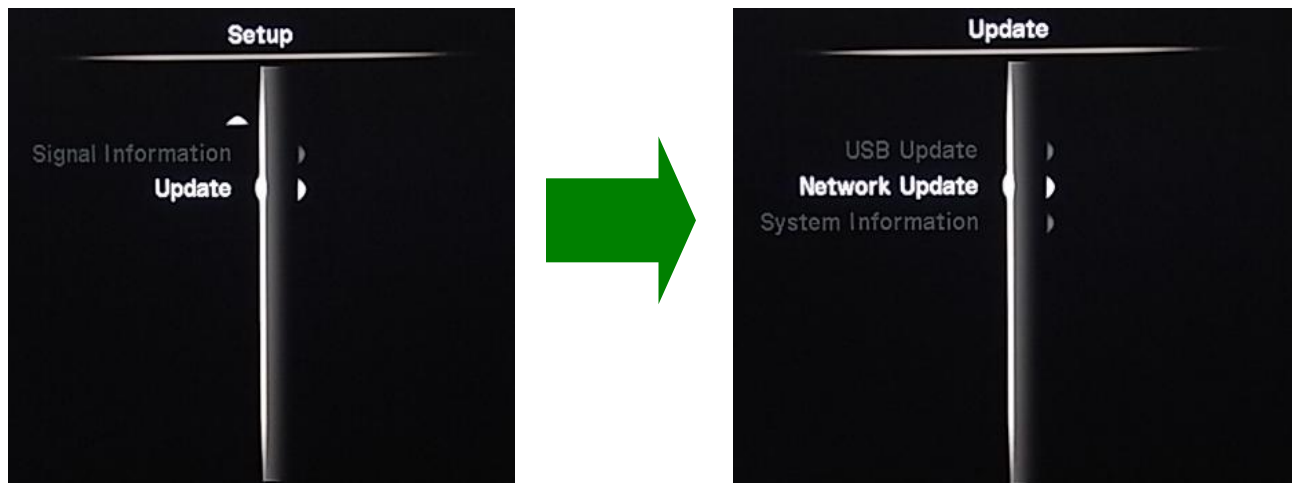 Setup
Signal Information
Update
Update
USB Update
Network Update
System Information